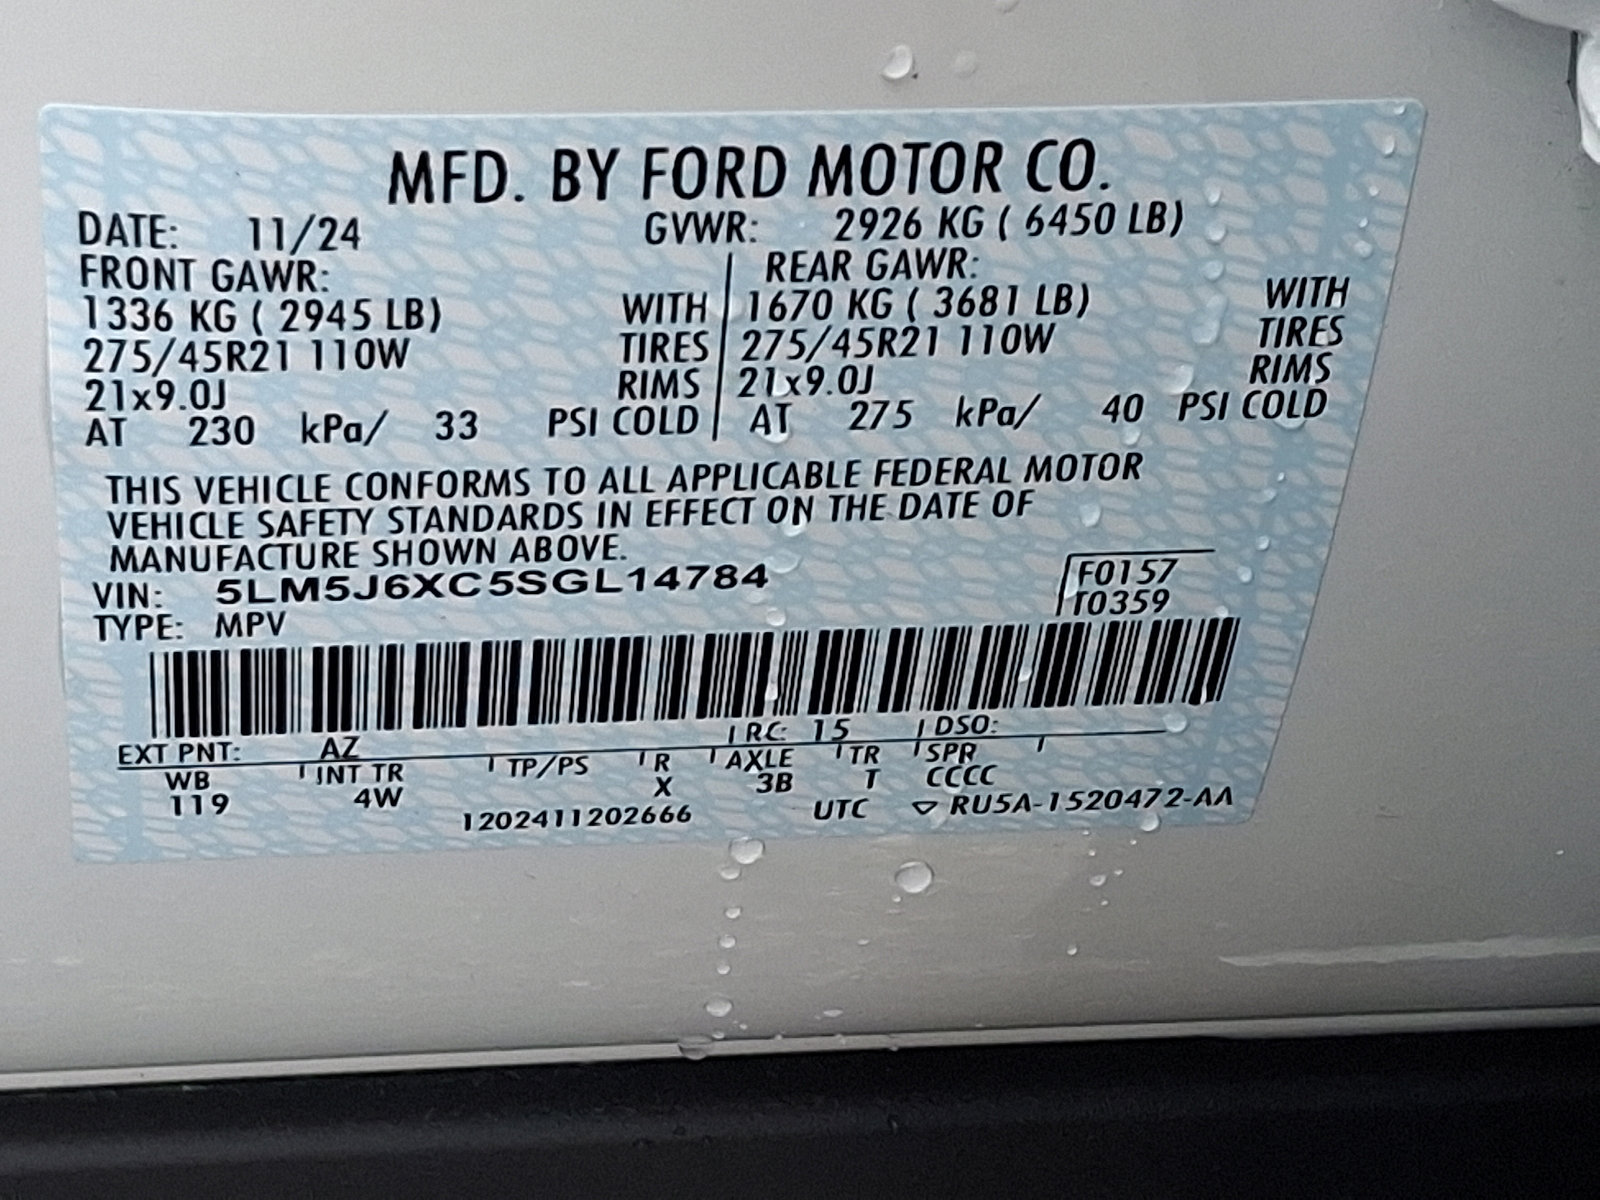 MFD. BY FORD MOTOR CO.
DATE: 11/24 GVWR: 2926 KG ( 6450 LB)
FRONT GAWR: REAR GAWR:
1336 KG ( 2945 LB) WITH 1670 KG ( 3681 LB) WITH
275/45R21 110W TIRES 275/45R21 110W TIRES
21x9.0J RIMS 21x9.0J RIMS
AT 230 kPa/ 33 PSI COLD AT 275 kPa/ 40 PSI COLD
THIS VEHICLE CONFORMS TO ALL APPLICABLE FEDERAL MOTOR
VEHICLE SAFETY STANDARDS IN EFFECT ON THE DATE OF
MANUFACTURE SHOWN ABOVE.
VIN: 5LM5J6XC5SGL14784 F0157
TYPE: MPV T0359
EXT PNT: AZ RC: 15 DSO:
WB INT TR TP/PS R AXLE TR SPR
119 4W X 3B T CCCC
1202411202666 UTC ▽ RU5A-1520472-AA